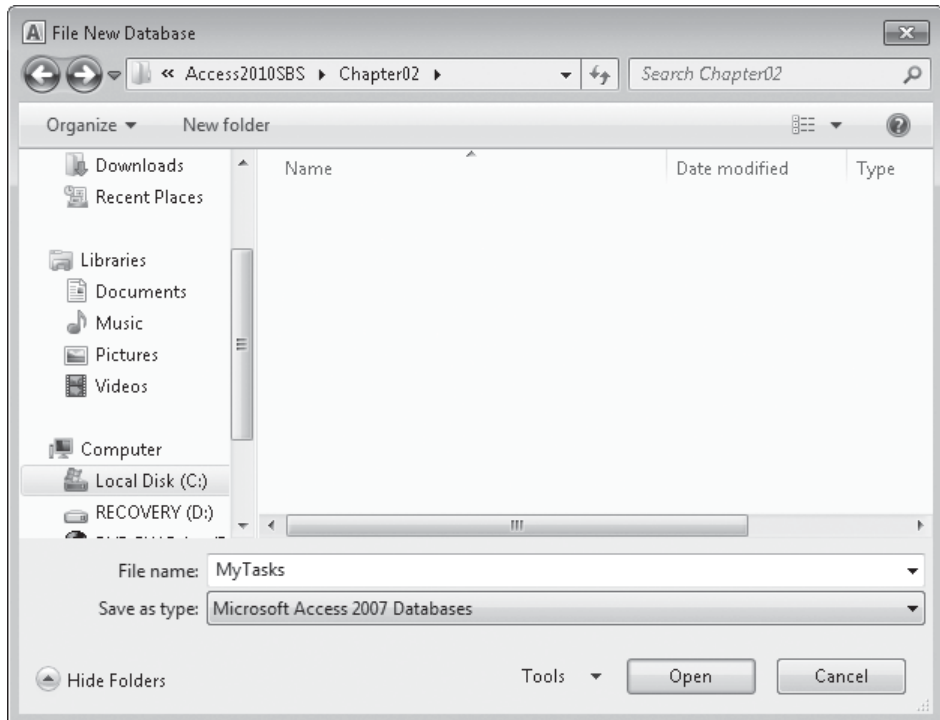 File New Database
« Access2010SBS ▸ Chapter02 ▸
Search Chapter02
Organize
New folder
Name
Date modified
Type
Downloads
Recent Places
Libraries
Documents
Music
Pictures
Videos
Computer
Local Disk (C:)
RECOVERY (D:)
File name: MyTasks
Save as type: Microsoft Access 2007 Databases
Hide Folders
Tools
Open
Cancel